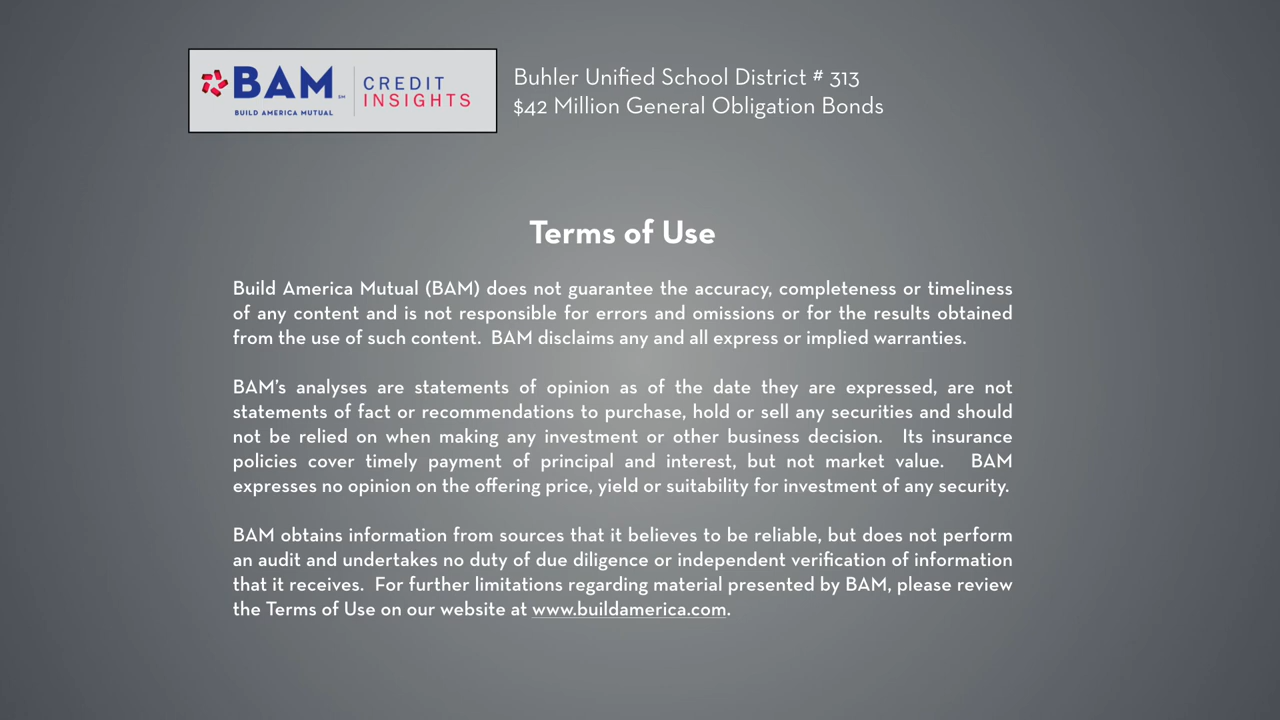 BAM SM
BUILD AMERICA MUTUAL
CREDIT
INSIGHTS
Buhler Unified School District # 313
$42 Million General Obligation Bonds
Terms of Use
Build America Mutual (BAM) does not guarantee the accuracy, completeness or timeliness
of any content and is not responsible for errors and omissions or for the results obtained
from the use of such content. BAM disclaims any and all express or implied warranties.
BAM's analyses are statements of opinion as of the date they are expressed, are not
statements of fact or recommendations to purchase, hold or sell any securities and should
not be relied on when making any investment or other business decision. Its insurance
policies cover timely payment of principal and interest, but not market value. BAM
expresses no opinion on the offering price, yield or suitability for investment of any security.
BAM obtains information from sources that it believes to be reliable, but does not perform
an audit and undertakes no duty of due diligence or independent verification of information
that it receives. For further limitations regarding material presented by BAM, please review
the Terms of Use on our website at www.buildamerica.com.